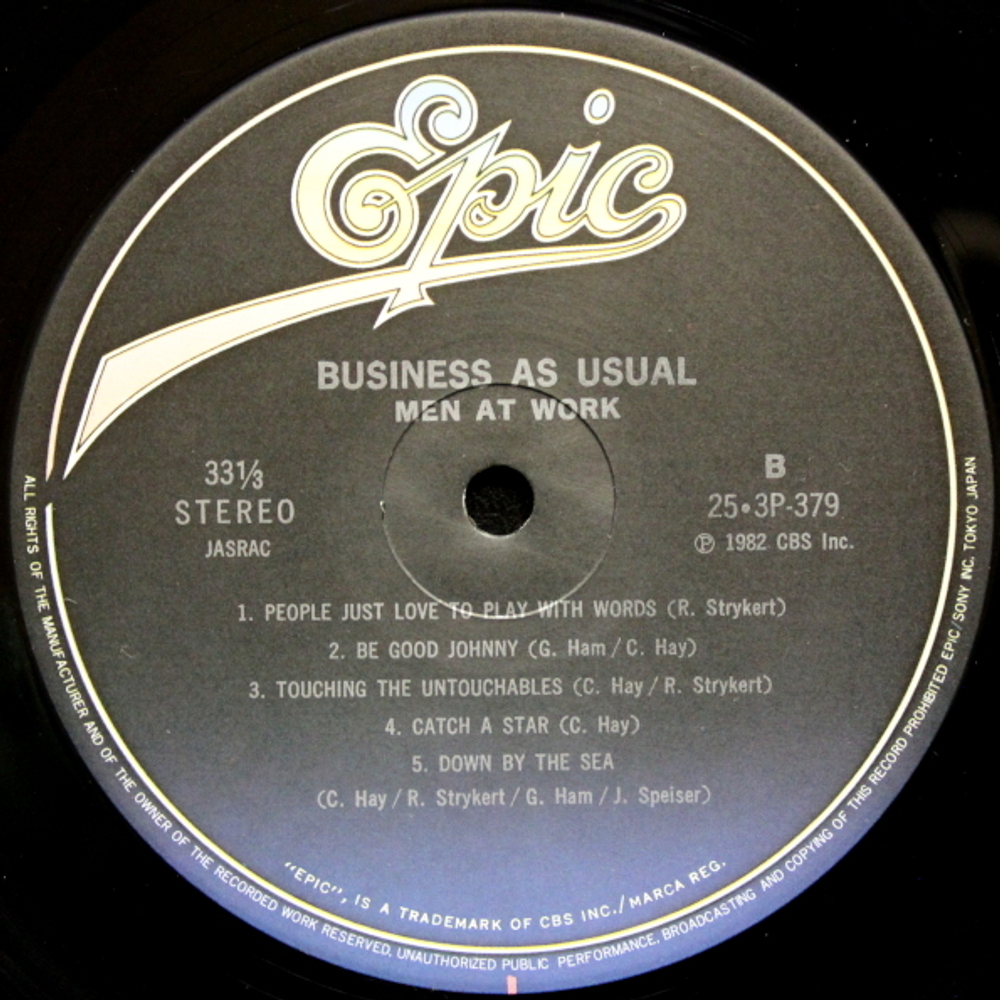 Epic
BUSINESS AS USUAL
MEN AT WORK
33⅓
STEREO
JASRAC
B
25•3P-379
℗ 1982 CBS Inc.
1. PEOPLE JUST LOVE TO PLAY WITH WORDS (R. Strykert)
2. BE GOOD JOHNNY (G. Ham / C. Hay)
3. TOUCHING THE UNTOUCHABLES (C. Hay / R. Strykert)
4. CATCH A STAR (C. Hay)
5. DOWN BY THE SEA
(C. Hay / R. Strykert / G. Ham / J. Speiser)
“EPIC”, IS A TRADEMARK OF CBS INC./MARCA REG.
ALL RIGHTS OF THE MANUFACTURER AND OF THE OWNER OF THE RECORDED WORK RESERVED. UNAUTHORIZED PUBLIC PERFORMANCE, BROADCASTING AND COPYING OF THIS RECORD PROHIBITED EPIC/SONY INC. TOKYO JAPAN